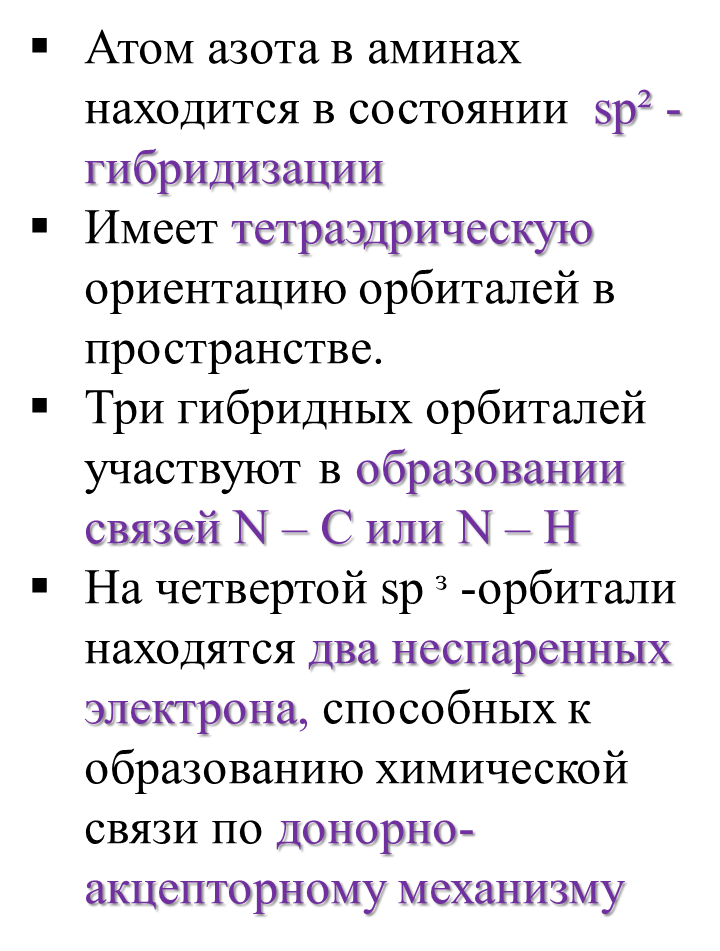 ▪ Атом азота в аминах
находится в состоянии sp² -
гибридизации
▪ Имеет тетраэдрическую
ориентацию орбиталей в
пространстве.
▪ Три гибридных орбиталей
участвуют в образовании
связей N – C или N – H
▪ На четвертой sp ³ -орбитали
находятся два неспаренных
электрона, способных к
образованию химической
связи по донорно-
акцепторному механизму